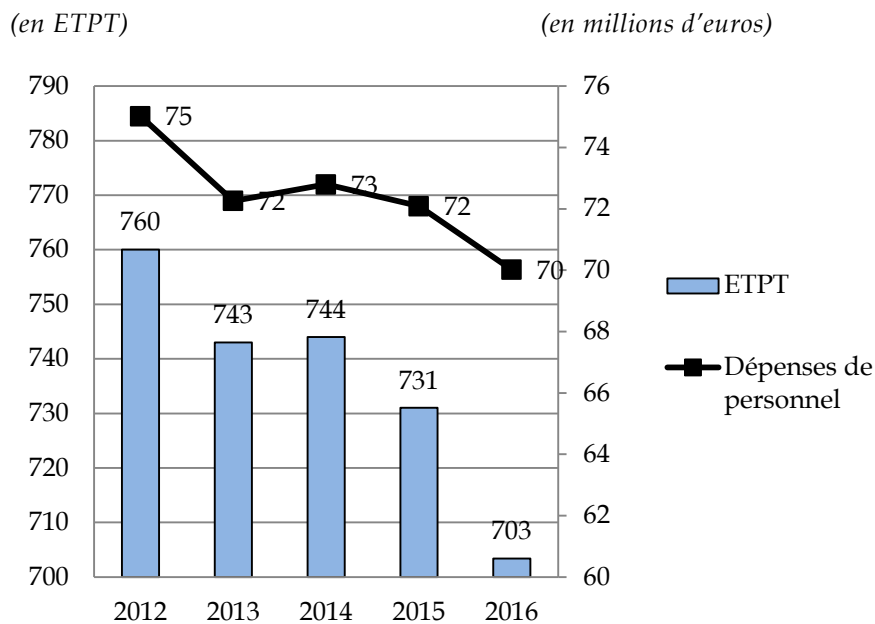 (en ETPT) (en millions d'euros)
790 76
75
780 74
770 73
72 72 72
760
760 70 70
750 743 744 ETPT
740 68
731 Dépenses de
personnel
730 66
720 64
710 62
703
700 60
2012 2013 2014 2015 2016